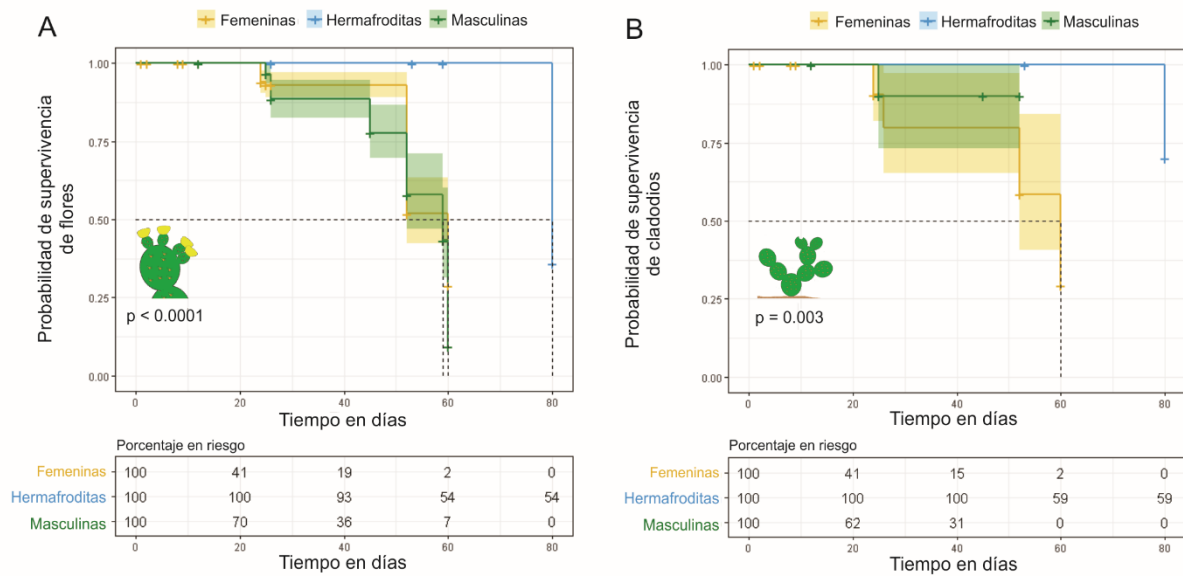 A
Femeninas Hermafroditas Masculinas
Probabilidad de supervivencia
de flores
1.00
0.75
0.50
0.25
0.00
p < 0.0001
0 20 40 60 80
Tiempo en días
Porcentaje en riesgo
Femeninas 100 41 19 2 0
Hermafroditas 100 100 93 54 54
Masculinas 100 70 36 7 0
0 20 40 60 80
Tiempo en días
B
Femeninas Hermafroditas Masculinas
Probabilidad de supervivencia
de cladodios
1.00
0.75
0.50
0.25
0.00
p = 0.003
0 20 40 60 80
Tiempo en días
Porcentaje en riesgo
Femeninas 100 41 15 2 0
Hermafroditas 100 100 100 59 59
Masculinas 100 62 31 0 0
0 20 40 60 80
Tiempo en días